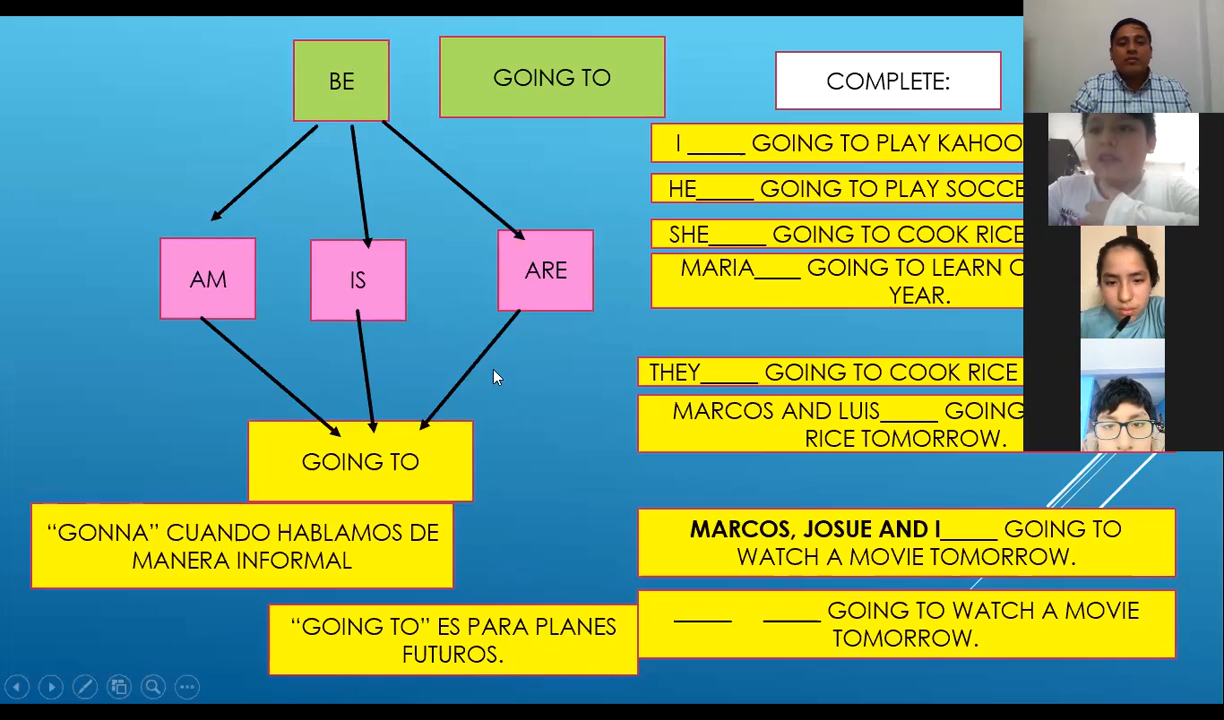 BE
GOING TO
AM
IS
ARE
GOING TO
“GONNA” CUANDO HABLAMOS DE
MANERA INFORMAL
“GOING TO” ES PARA PLANES
FUTUROS.
COMPLETE:
I _____ GOING TO PLAY KAHOO
HE_____ GOING TO PLAY SOCCE
SHE_____ GOING TO COOK RICE
MARIA____ GOING TO LEARN
YEAR.
THEY_____ GOING TO COOK RICE
MARCOS AND LUIS_____ GOING
RICE TOMORROW.
MARCOS, JOSUE AND I_____ GOING TO
WATCH A MOVIE TOMORROW.
_____ _____ GOING TO WATCH A MOVIE
TOMORROW.